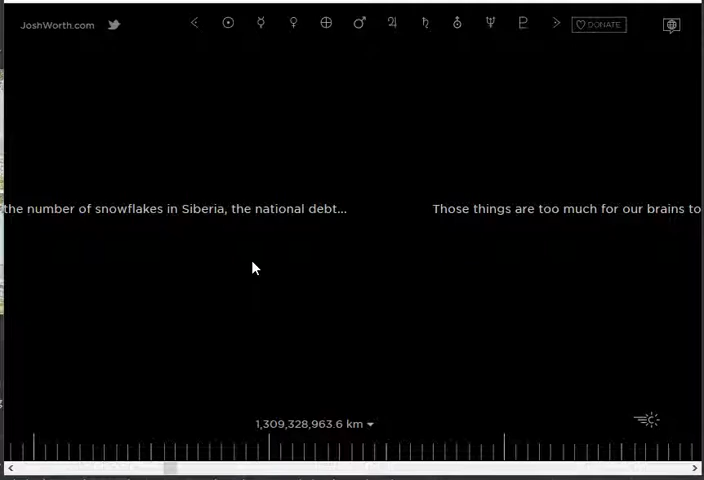 JoshWorth.com
DONATE
the number of snowflakes in Siberia, the national debt...
Those things are too much for our brains to
1,309,328,963.6 km